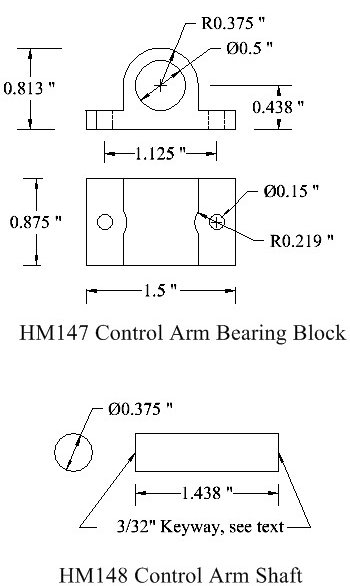 R0.375 "
Ø0.5 "
0.813 "
0.438 "
1.125 "
Ø0.15 "
0.875 "
R0.219 "
1.5 "
HM147 Control Arm Bearing Block
Ø0.375 "
1.438 "
3/32" Keyway, see text
HM148 Control Arm Shaft